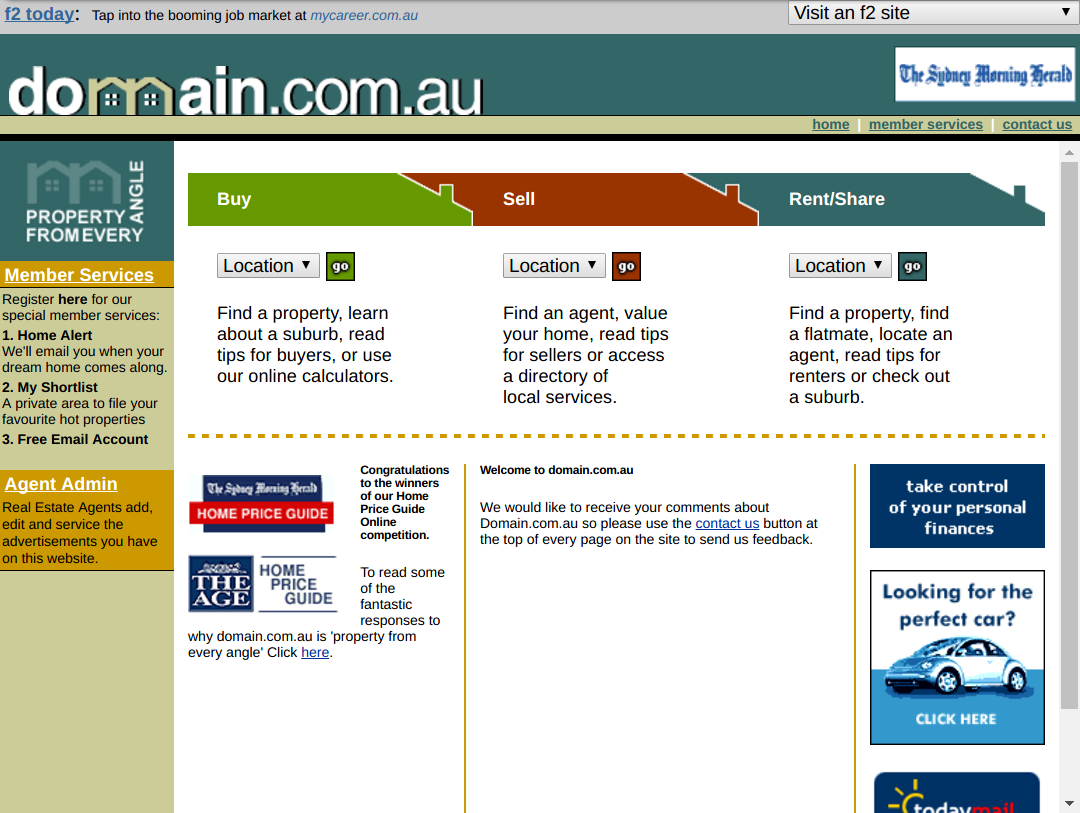 f2 today: Tap into the booming job market at mycareer.com.au
Visit an f2 site
domain.com.au
The Sydney Morning Herald
home | member services | contact us
PROPERTY
FROM EVERY
ANGLE
Member Services
Register here for our
special member services:
1. Home Alert
We'll email you when your
dream home comes along.
2. My Shortlist
A private area to file your
favourite hot properties
3. Free Email Account
Agent Admin
Real Estate Agents add,
edit and service the
advertisements you have
on this website.
Buy
Location
go
Find a property, learn
about a suburb, read
tips for buyers, or use
our online calculators.
Sell
Location
go
Find an agent, value
your home, read tips
for sellers or access
a directory of
local services.
Rent/Share
Location
go
Find a property, find
a flatmate, locate an
agent, read tips for
renters or check out
a suburb.
The Sydney Morning Herald
HOME PRICE GUIDE
THE
AGE
HOME
PRICE
GUIDE
Congratulations
to the winners
of our Home
Price Guide
Online
competition.
To read some
of the
fantastic
responses to
why domain.com.au is 'property from
every angle' Click here.
Welcome to domain.com.au
We would like to receive your comments about
Domain.com.au so please use the contact us button at
the top of every page on the site to send us feedback.
take control
of your personal
finances
Looking for the
perfect car?
CLICK HERE
todaymail